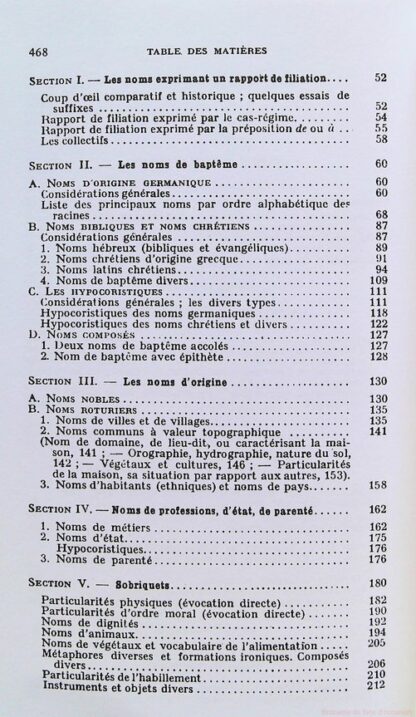 468 TABLE DES MATIÈRES
SECTION I. — Les noms exprimant un rapport de filiation.... 52
Coup d'œil comparatif et historique ; quelques essais de
suffixes ........ 52
Rapport de filiation exprimé par le cas-régime. ....... 54
Rapport de filiation exprimé par la préposition de ou à .. 55
Les collectifs........ 58
SECTION II. — Les noms de baptême ........ 60
A. NOMS D'ORIGINE GERMANIQUE ........ 60
Considérations générales ........ 60
Liste des principaux noms par ordre alphabétique des
racines ........ 68
B. NOMS BIBLIQUES ET NOMS CHRÉTIENS ........ 87
Considérations générales ........ 87
1. Noms hébreux (bibliques et évangéliques)........ 89
2. Noms chrétiens d'origine grecque........ 91
3. Noms latins chrétiens........ 94
4. Noms de baptême divers........ 109
C. LES HYPOCORISTIQUES ........ 111
Considérations générales ; les divers types........ 111
Hypocoristiques des noms germaniques ........ 118
Hypocoristiques des noms chrétiens et divers........ 122
D. NOMS COMPOSÉS ........ 127
1. Deux noms de baptême accolés........ 127
2. Nom de baptême avec épithète ........ 128
SECTION III. — Les noms d'origine ........ 130
A. NOMS NOBLES ........ 130
B. NOMS ROTURIERS ........ 135
1. Noms de villes et de villages........ 135
2. Noms communs à valeur topographique ........ 141
(Nom de domaine, de lieu-dit, ou caractérisant la mai-
son, 141 ; — Orographie, hydrographie, nature du sol,
142 ; — Végétaux et cultures, 146 ; — Particularités
de la maison, sa situation par rapport aux autres, 153).
3. Noms d'habitants (ethniques) et noms de pays....... 158
SECTION IV. — Noms de professions, d'état, de parenté...... 162
1. Noms de métiers ........ 162
2. Noms d'état........ 175
Hypocoristiques........ 176
3. Noms de parenté........ 176
SECTION V. — Sobriquets........ 180
Particularités physiques (évocation directe) ........ 182
Particularités d'ordre moral (évocation directe) ........ 190
Noms de dignités ........ 192
Noms d'animaux........ 194
Noms de végétaux et vocabulaire de l'alimentation ..... 205
Métaphores diverses et formations ironiques. Composés
divers........ 206
Particularités de l'habillement ........ 210
Instruments et objets divers ........ 212